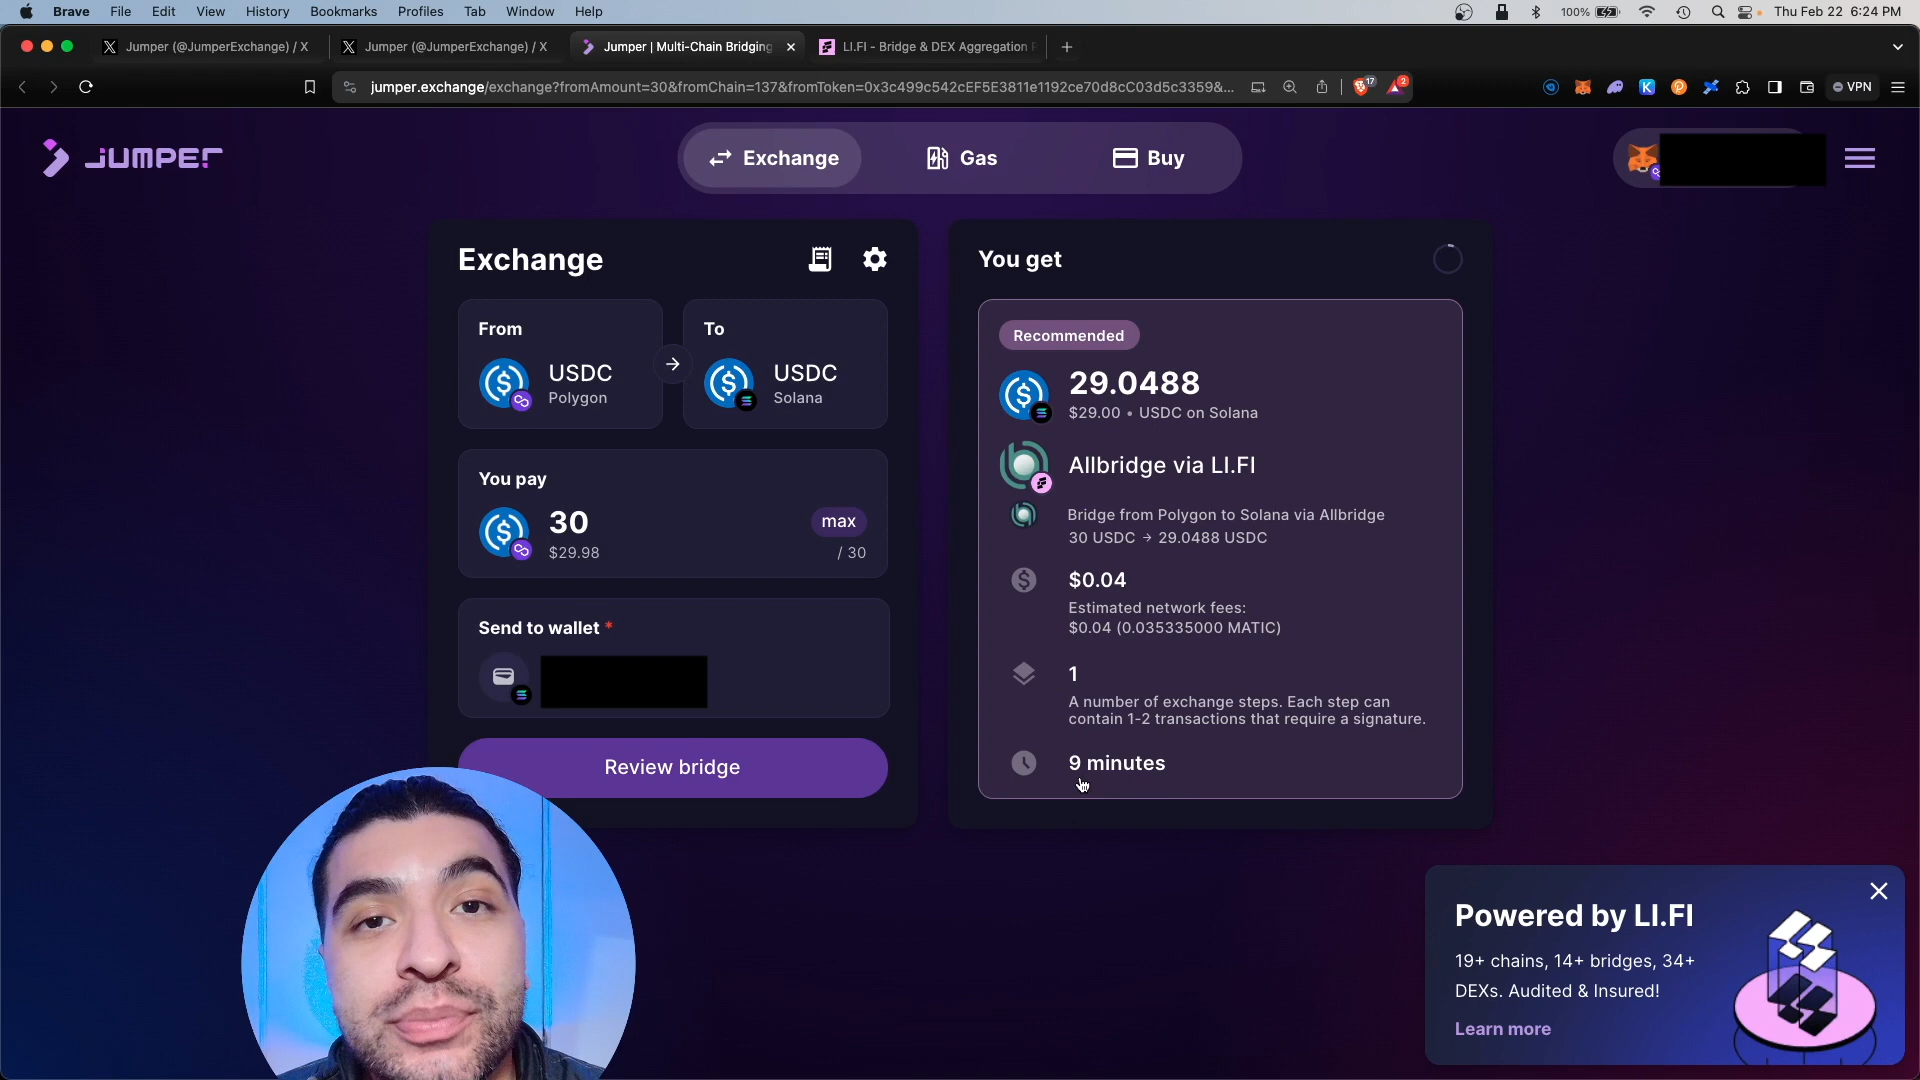 Brave File Edit View History Bookmarks Profiles Tab Window Help 100% Thu Feb 22 6:24 PM
Jumper (@JumperExchange) / X Jumper (@JumperExchange) / X Jumper | Multi-Chain Bridging LI.FI - Bridge & DEX Aggregation
jumper.exchange/exchange?fromAmount=30&fromChain=137&fromToken=0x3c499c542cEF5E3811e1192ce70d8cC03d5c3359&... 17 2 VPN
JUMPER Exchange Gas Buy
Exchange
From
USDC
Polygon
To
USDC
Solana
You pay
30
$29.98
max
/ 30
Send to wallet *
Review bridge
You get
Recommended
29.0488
$29.00 • USDC on Solana
Allbridge via LI.FI
Bridge from Polygon to Solana via Allbridge
30 USDC → 29.0488 USDC
$0.04
Estimated network fees:
$0.04 (0.035335000 MATIC)
1
A number of exchange steps. Each step can
contain 1-2 transactions that require a signature.
9 minutes
Powered by LI.FI
19+ chains, 14+ bridges, 34+
DEXs. Audited & Insured!
Learn more